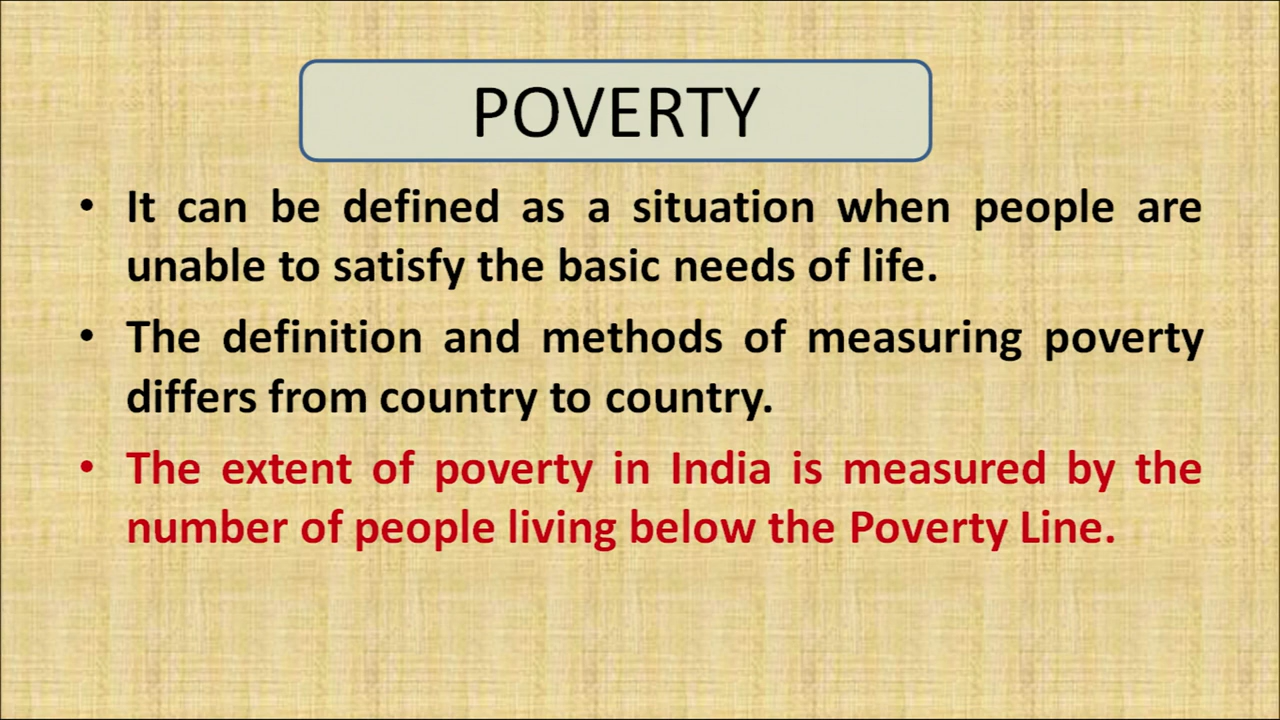 POVERTY
• It can be defined as a situation when people are
unable to satisfy the basic needs of life.
• The definition and methods of measuring poverty
differs from country to country.
• The extent of poverty in India is measured by the
number of people living below the Poverty Line.